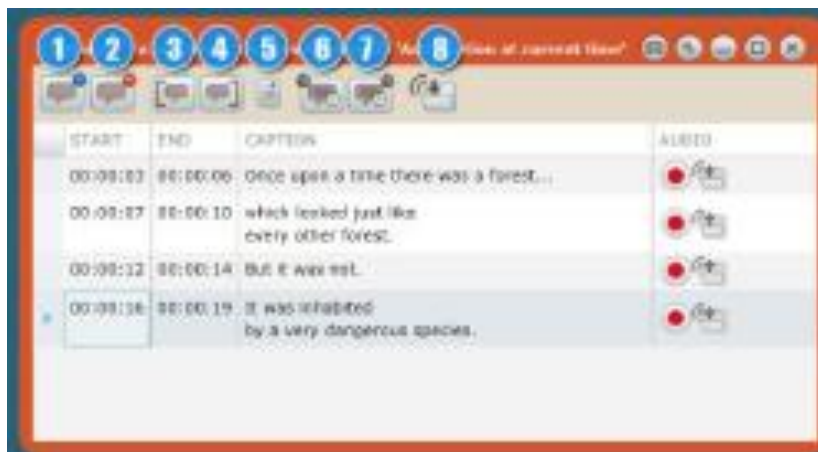 1 2 3 4 5 6 7 8
at current time"
START END CAPTION AUDIO
00:00:03 00:00:06 Once upon a time there was a forest...
00:00:07 00:00:10 which looked just like
every other forest.
00:00:12 00:00:14 But it was not.
00:00:16 00:00:19 It was inhabited
by a very dangerous species.